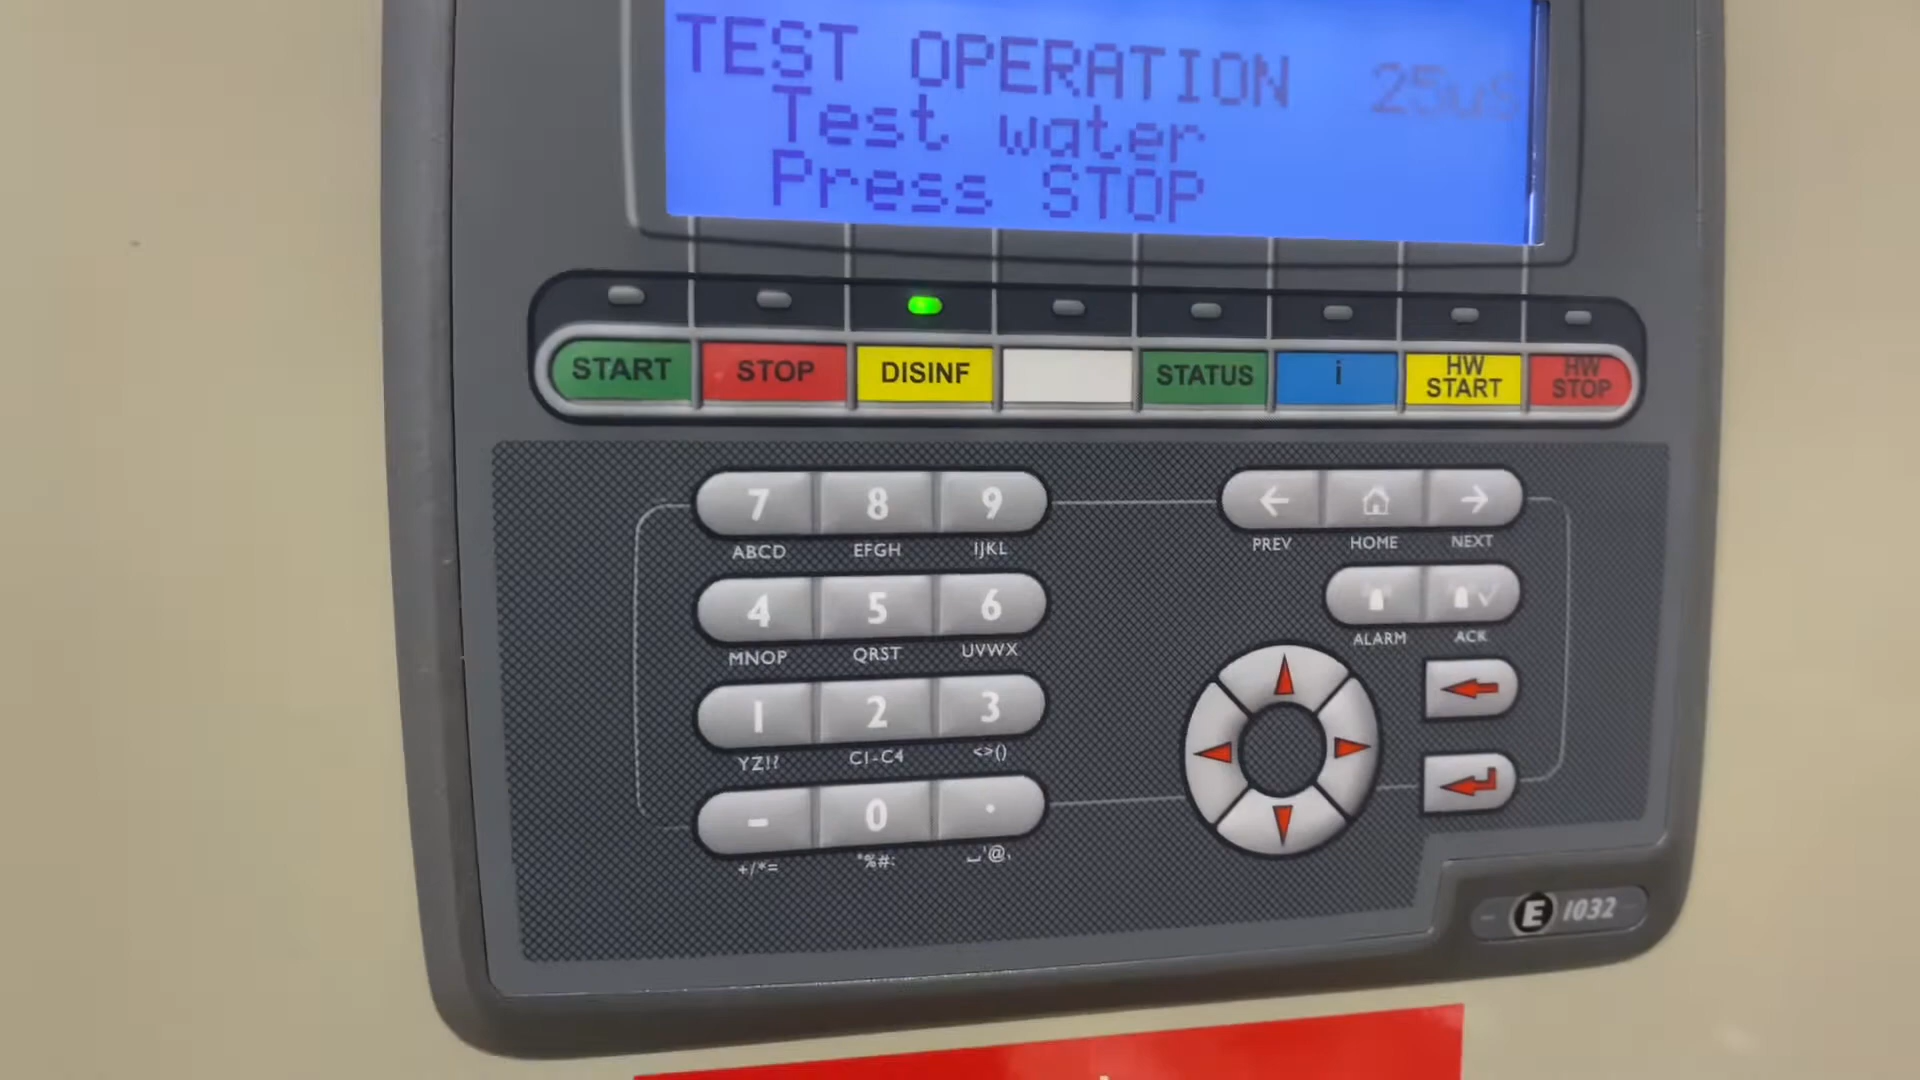 TEST OPERATION 25uS
Test water
Press STOP
START STOP DISINF STATUS i HW START HW STOP
7 8 9
ABCD EFGH IJKL
PREV HOME NEXT
4 5 6
MNOP QRST UVWX
ALARM ACK
1 2 3
YZ!? C1-C4 <>()
- 0 .
+/*= °%#: ⎵'@,
E 1032